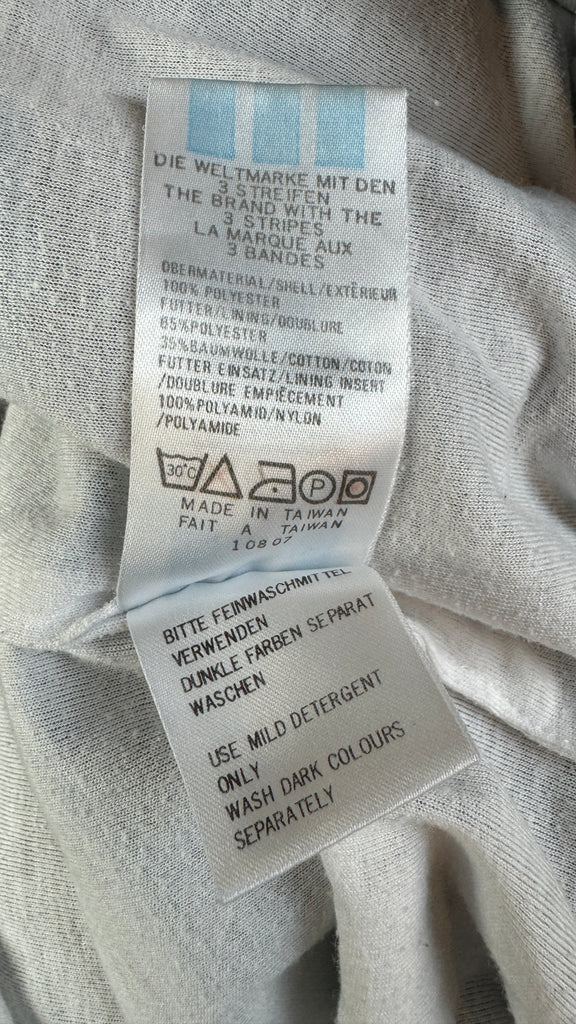 DIE WELTMARKE MIT DEN
3 STREIFEN
THE BRAND WITH THE
3 STRIPES
LA MARQUE AUX
3 BANDES
OBERMATERIAL/SHELL/EXTÈRIEUR
100% POLYESTER
FUTTER/LINING/DOUBLURE
65%POLYESTER
35%BAUMWOLLE/COTTON/COTON
FUTTER EINSATZ/LINING INSERT
/DOUBLURE EMPIÈCEMENT
100%POLYAMID/NYLON
/POLYAMIDE
30°C P
MADE IN TAIWAN
FAIT A TAIWAN
10807
BITTE FEINWASCHMITTEL
VERWENDEN
DUNKLE FARBEN SEPARAT
WASCHEN
USE MILD DETERGENT
ONLY
WASH DARK COLOURS
SEPARATELY